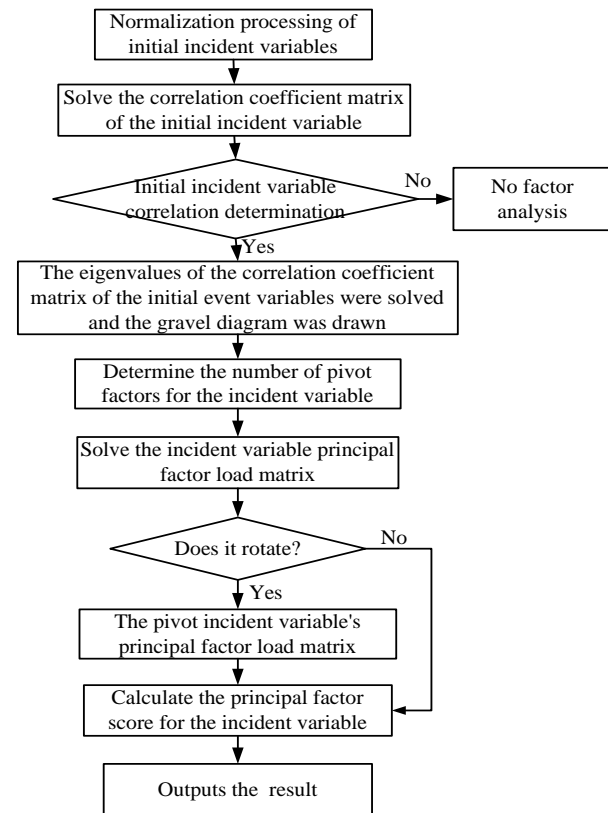 Normalization processing of
initial incident variables
Solve the correlation coefficient matrix
of the initial incident variable
Initial incident variable
correlation determination
No
No factor
analysis
Yes
The eigenvalues of the correlation coefficient
matrix of the initial event variables were solved
and the gravel diagram was drawn
Determine the number of pivot
factors for the incident variable
Solve the incident variable principal
factor load matrix
Does it rotate?
No
Yes
The pivot incident variable's
principal factor load matrix
Calculate the principal factor
score for the incident variable
Outputs the result